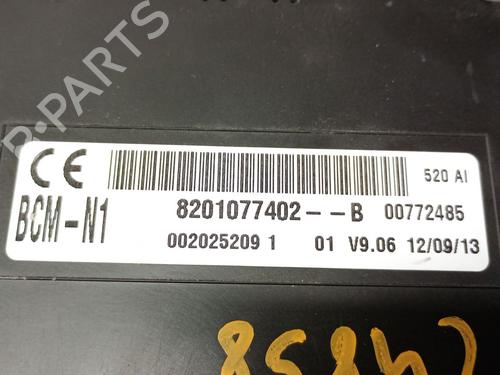 B-PARTS
CE
520 AI
BCM-N1
8201077402--B 00772485
002025209 1 01 V9.06 12/09/13